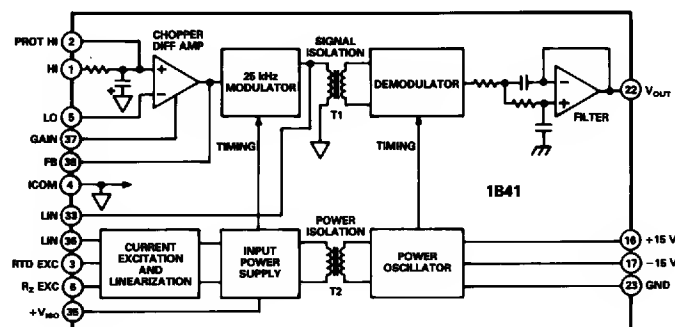 PROT HI 2
HI 1
LO 5
GAIN 37
FB 38
ICOM 4
LIN 33
LIN 36
RTD EXC 3
RZ EXC 6
+VISO 35
CHOPPER
DIFF AMP
+
−
25 kHz
MODULATOR
SIGNAL
ISOLATION
T1
DEMODULATOR
−
+
FILTER
22 VOUT
TIMING
TIMING
1B41
CURRENT
EXCITATION
AND
LINEARIZATION
INPUT
POWER
SUPPLY
POWER
ISOLATION
T2
POWER
OSCILLATOR
16 +15 V
17 −15 V
23 GND